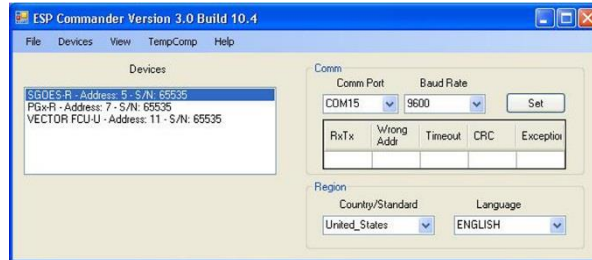 ESP Commander Version 3.0 Build 10.4
File Devices View TempComp Help
Devices
SGOES-R - Address: 5 - S/N: 65535
PGx-R - Address: 7 - S/N: 65535
VECTOR FCU-U - Address: 11 - S/N: 65535
Comm
Comm Port Baud Rate
COM15 9600 Set
RxTx Wrong Addr Timeout CRC Exception
Region
Country/Standard Language
United_States ENGLISH